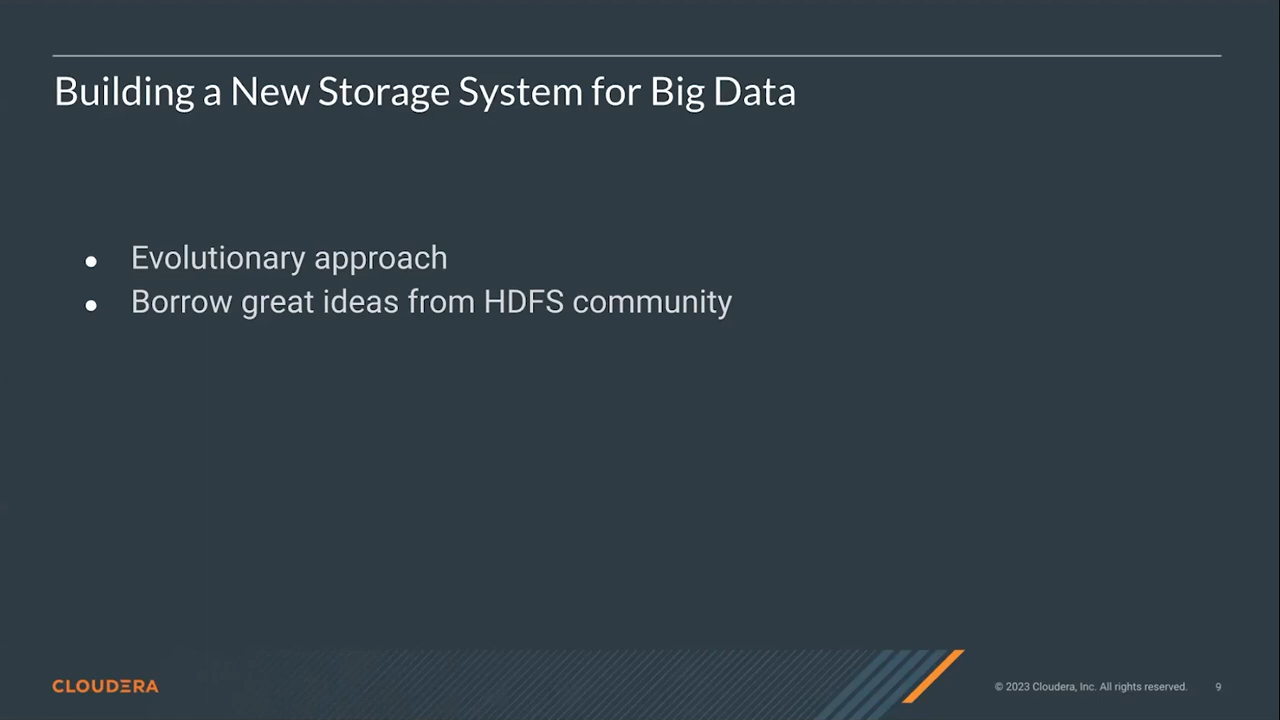 Building a New Storage System for Big Data
● Evolutionary approach
● Borrow great ideas from HDFS community
CLOUDERA
© 2023 Cloudera, Inc. All rights reserved. 9